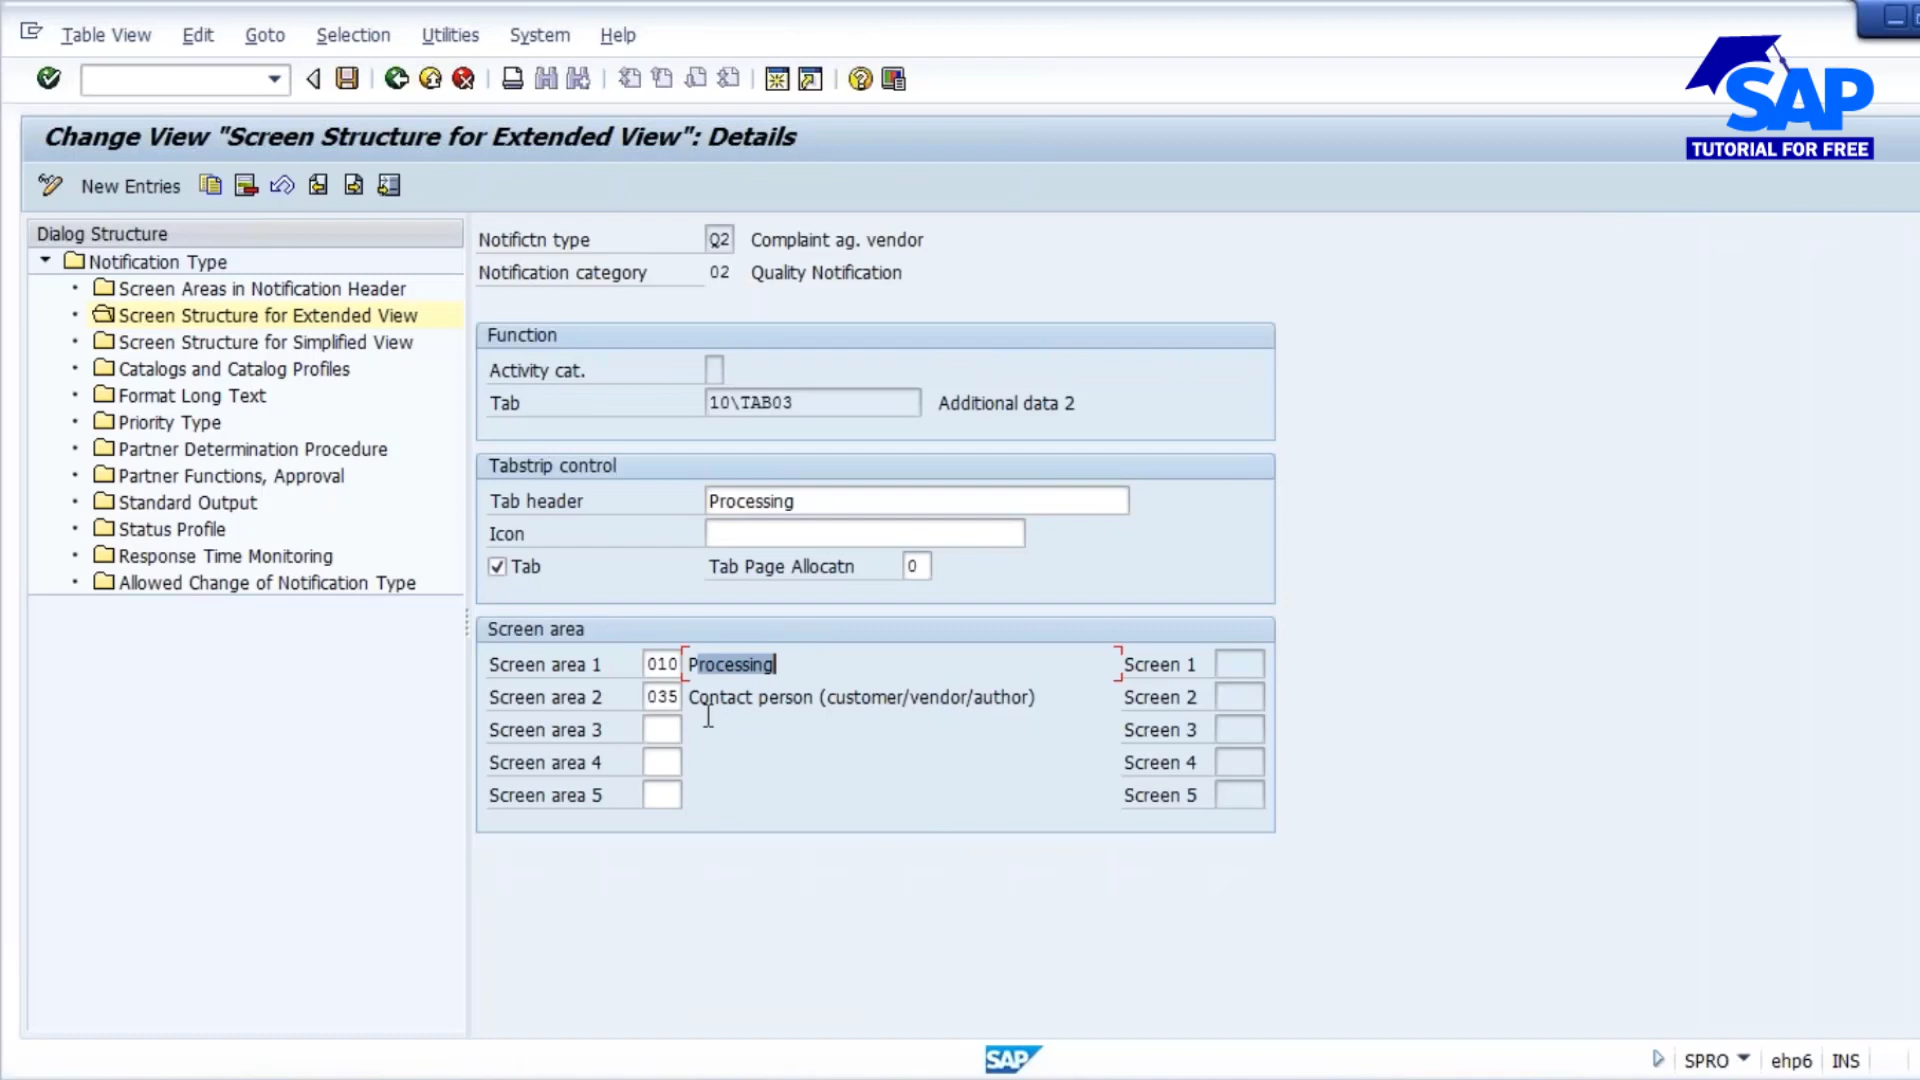 Table View Edit Goto Selection Utilities System Help
SAP
TUTORIAL FOR FREE
Change View "Screen Structure for Extended View": Details
New Entries
Dialog Structure
Notification Type
Screen Areas in Notification Header
Screen Structure for Extended View
Screen Structure for Simplified View
Catalogs and Catalog Profiles
Format Long Text
Priority Type
Partner Determination Procedure
Partner Functions, Approval
Standard Output
Status Profile
Response Time Monitoring
Allowed Change of Notification Type
Notifictn type Q2 Complaint ag. vendor
Notification category 02 Quality Notification
Function
Activity cat.
Tab 10\TAB03 Additional data 2
Tabstrip control
Tab header Processing
Icon
Tab Tab Page Allocatn 0
Screen area
Screen area 1 010 Processing Screen 1
Screen area 2 035 Contact person (customer/vendor/author) Screen 2
Screen area 3 Screen 3
Screen area 4 Screen 4
Screen area 5 Screen 5
SAP
SPRO ehp6 INS